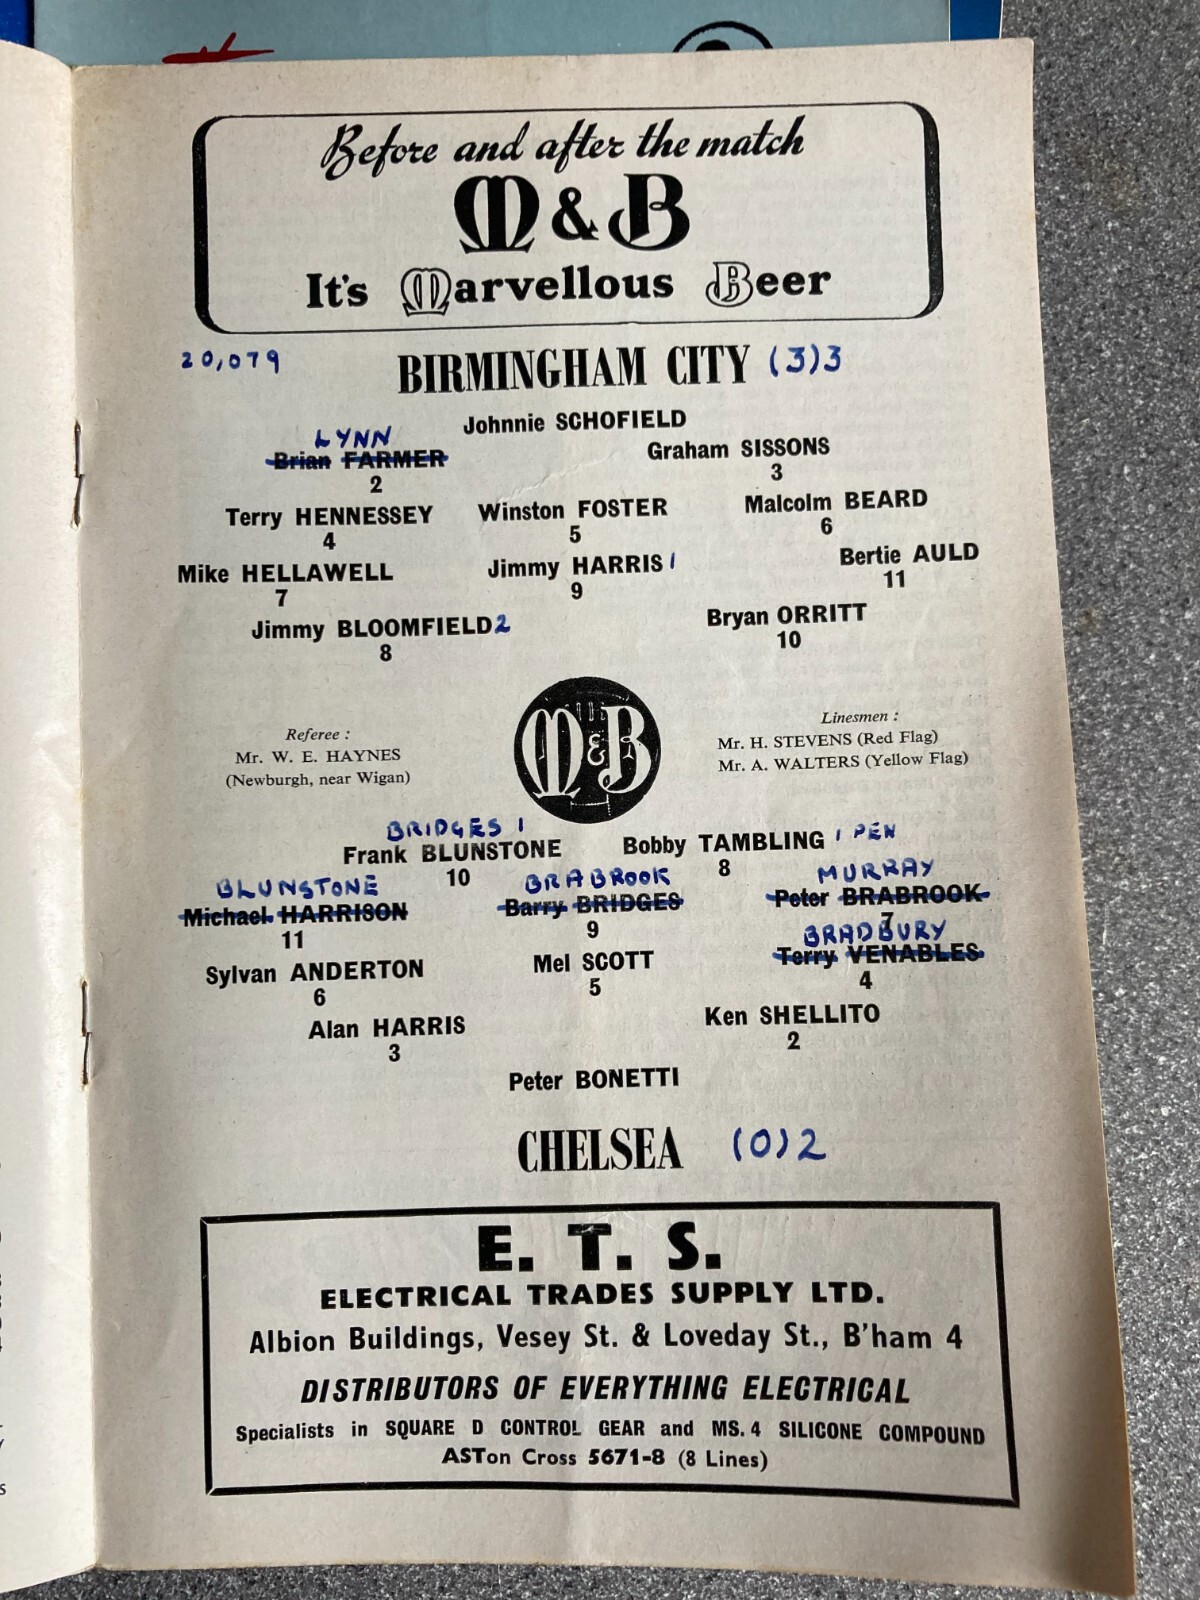 Before and after the match
M & B
It's Marvellous Beer
20,079
BIRMINGHAM CITY (3)3
Johnnie SCHOFIELD
LYNN
Brian FARMER
2
Graham SISSONS
3
Terry HENNESSEY
4
Winston FOSTER
5
Malcolm BEARD
6
Mike HELLAWELL
7
Jimmy HARRIS 1
9
Bertie AULD
11
Jimmy BLOOMFIELD 2
8
Bryan ORRITT
10
Referee :
Mr. W. E. HAYNES
(Newburgh, near Wigan)
M & B
Linesmen :
Mr. H. STEVENS (Red Flag)
Mr. A. WALTERS (Yellow Flag)
BRIDGES 1
Frank BLUNSTONE
10
Bobby TAMBLING 1 PEN
8
BLUNSTONE
Michael HARRISON
11
BRABROOK
Barry BRIDGES
9
MURRAY
Peter BRABROOK
7
Sylvan ANDERTON
6
Mel SCOTT
5
BRADBURY
Terry VENABLES
4
Alan HARRIS
3
Ken SHELLITO
2
Peter BONETTI
CHELSEA (0)2
E. T. S.
ELECTRICAL TRADES SUPPLY LTD.
Albion Buildings, Vesey St. & Loveday St., B'ham 4
DISTRIBUTORS OF EVERYTHING ELECTRICAL
Specialists in SQUARE D CONTROL GEAR and MS. 4 SILICONE COMPOUND
ASTon Cross 5671-8 (8 Lines)